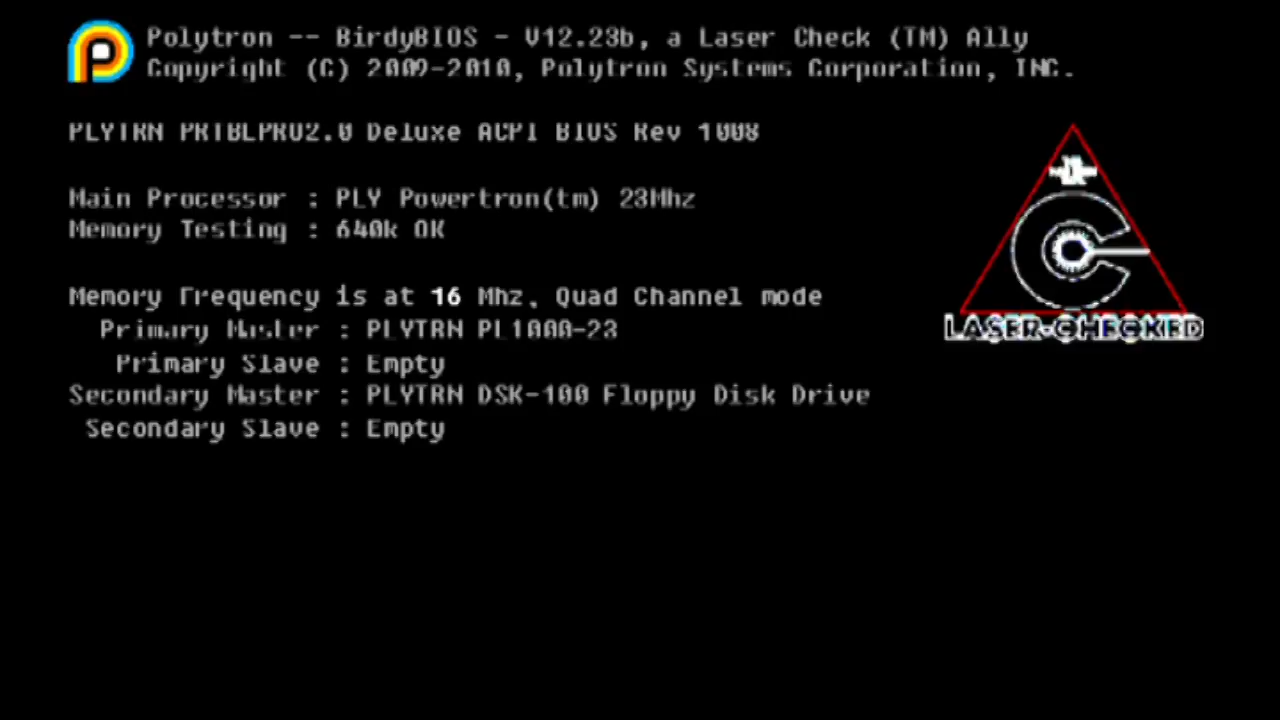 Polytron -- BirdyBIOS - V12.23b, a Laser Check (TM) Ally
Copyright (C) 2009-2010, Polytron Systems Corporation, INC.
PLYTRN PRTBLPRO2.0 Deluxe ACPI BIOS Rev 1008
Main Processor : PLY Powertron(tm) 23Mhz
Memory Testing : 640k OK
Memory Frequency is at 16 Mhz, Quad Channel mode
Primary Master : PLYTRN PL1000-23
Primary Slave : Empty
Secondary Master : PLYTRN DSK-100 Floppy Disk Drive
Secondary Slave : Empty
LASER-CHECKED